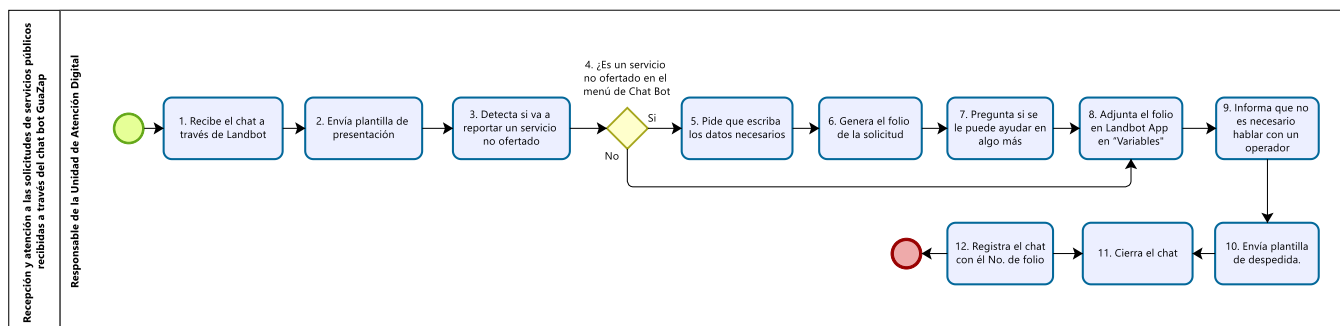 Recepción y atención a las solicitudes de servicios públicos
recibidas a través del chat bot GuaZap
Responsable de la Unidad de Atención Digital
1. Recibe el chat a
través de Landbot
2. Envía plantilla de
presentación
3. Detecta si va a
reportar un servicio
no ofertado
4. ¿Es un servicio
no ofertado en el
menú de Chat Bot
Si
No
5. Pide que escriba
los datos necesarios
6. Genera el folio
de la solicitud
7. Pregunta si se
le puede ayudar en
algo más
8. Adjunta el folio
en Landbot App
en “Variables"
9. Informa que no
es necesario
hablar con un
operador
10. Envía plantilla
de despedida.
11. Cierra el chat
12. Registra el chat
con él No. de folio